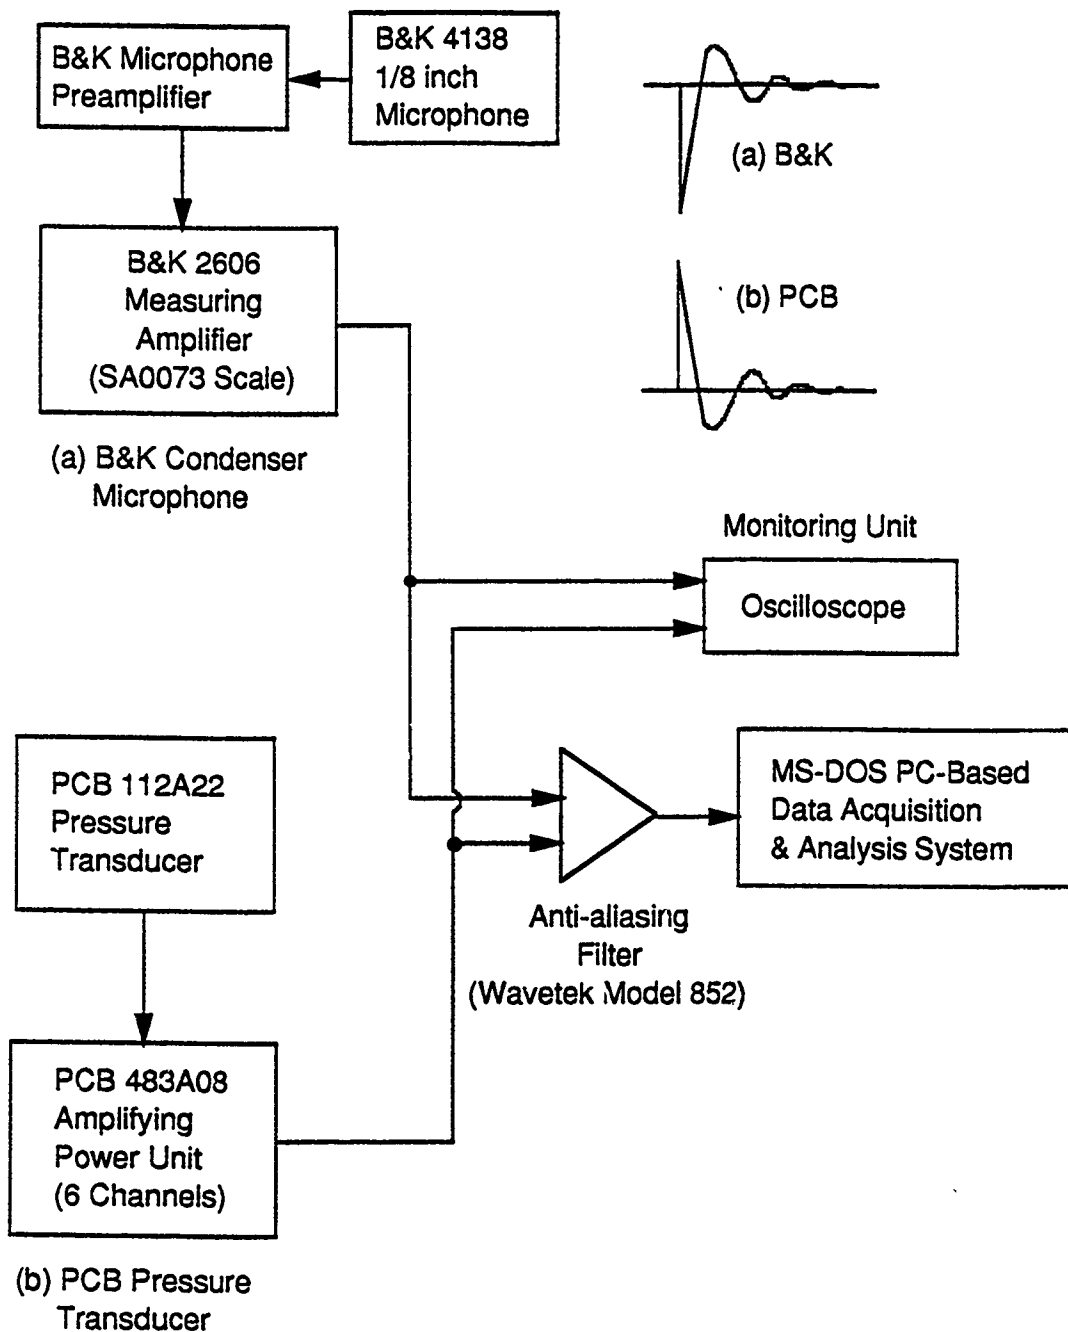 B&K Microphone
Preamplifier
B&K 4138
1/8 inch
Microphone
(a) B&K
B&K 2606
Measuring
Amplifier
(SA0073 Scale)
(b) PCB
(a) B&K Condenser
Microphone
Monitoring Unit
Oscilloscope
PCB 112A22
Pressure
Transducer
MS-DOS PC-Based
Data Acquisition
& Analysis System
Anti-aliasing
Filter
(Wavetek Model 852)
PCB 483A08
Amplifying
Power Unit
(6 Channels)
(b) PCB Pressure
Transducer